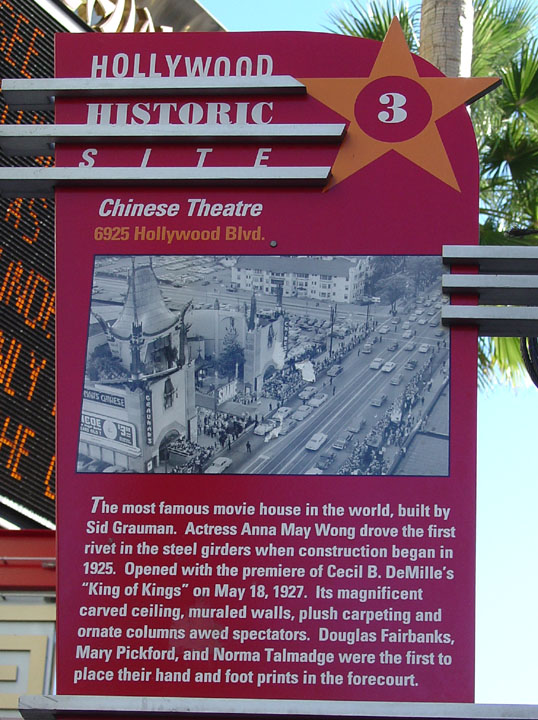 HOLLYWOOD
HISTORIC
SITE
3
Chinese Theatre
6925 Hollywood Blvd.
GRAUMAN'S
The most famous movie house in the world, built by
Sid Grauman. Actress Anna May Wong drove the first
rivet in the steel girders when construction began in
1925. Opened with the premiere of Cecil B. DeMille's
"King of Kings" on May 18, 1927. Its magnificent
carved ceiling, muraled walls, plush carpeting and
ornate columns awed spectators. Douglas Fairbanks,
Mary Pickford, and Norma Talmadge were the first to
place their hand and foot prints in the forecourt.